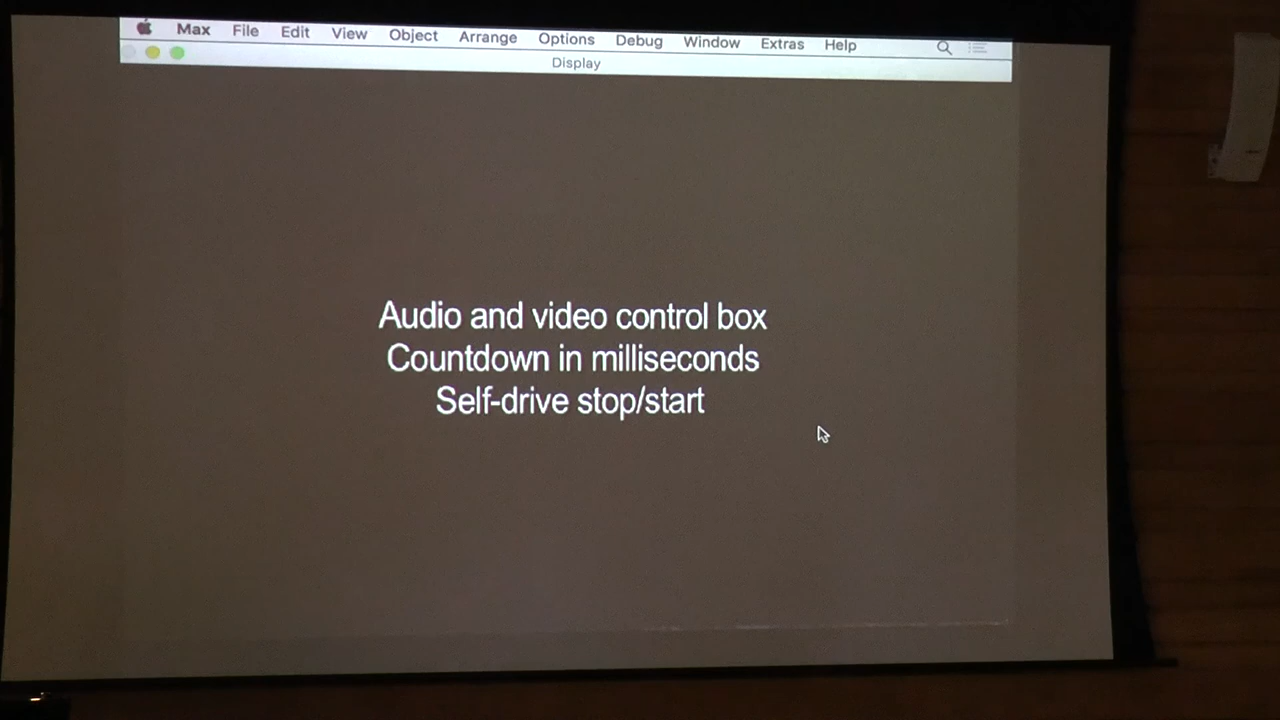 Max File Edit View Object Arrange Options Debug Window Extras Help
Display
Audio and video control box
Countdown in milliseconds
Self-drive stop/start